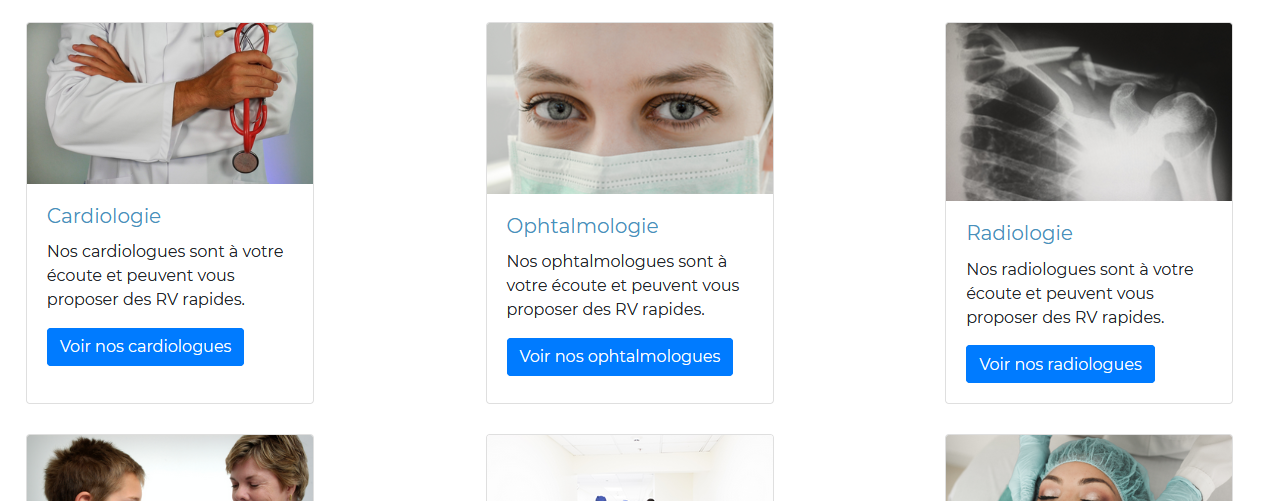 Cardiologie
Nos cardiologues sont à votre
écoute et peuvent vous
proposer des RV rapides.
Voir nos cardiologues
Ophtalmologie
Nos ophtalmologues sont à
votre écoute et peuvent vous
proposer des RV rapides.
Voir nos ophtalmologues
Radiologie
Nos radiologues sont à votre
écoute et peuvent vous
proposer des RV rapides.
Voir nos radiologues